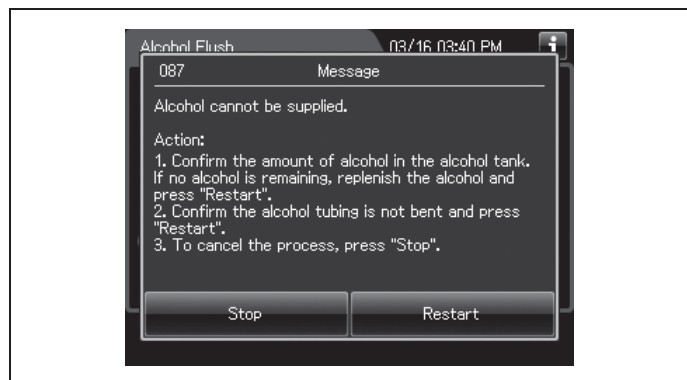 Alcohol Flush 03/16 03:40 PM i
087 Message
Alcohol cannot be supplied.
Action:
1. Confirm the amount of alcohol in the alcohol tank.
If no alcohol is remaining, replenish the alcohol and
press "Restart".
2. Confirm the alcohol tubing is not bent and press
"Restart".
3. To cancel the process, press "Stop".
Stop Restart